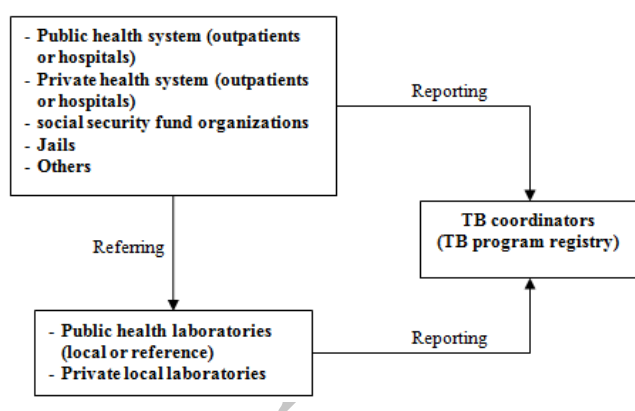 - Public health system (outpatients
or hospitals)
- Private health system (outpatients
or hospitals)
- social security fund organizations
- Jails
- Others
Reporting
TB coordinators
(TB program registry)
Referring
- Public health laboratories
(local or reference)
- Private local laboratories
Reporting